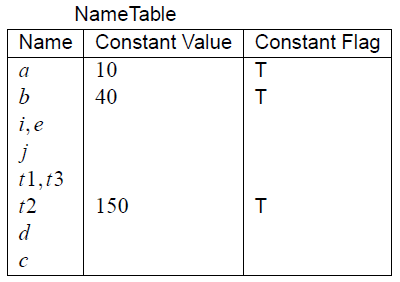 NameTable
Name Constant Value Constant Flag
a 10 T
b 40 T
i,e
j
t1,t3
t2 150 T
d
c